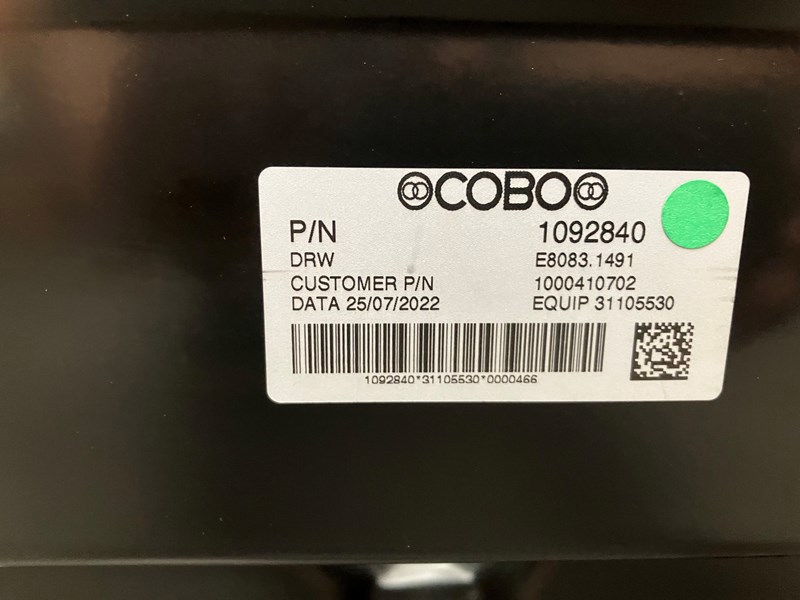 COBO
P/N 1092840
DRW E8083.1491
CUSTOMER P/N 1000410702
DATA 25/07/2022 EQUIP 31105530
1092840*31105530*0000466